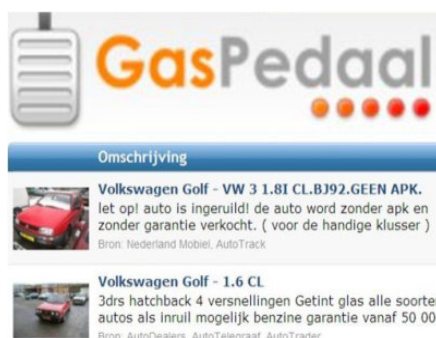 GasPedaal
Omschrijving
Volkswagen Golf - VW 3 1.8I CL.BJ92.GEEN APK.
let op! auto is ingeruild! de auto word zonder apk en
zonder garantie verkocht. ( voor de handige klusser )
Bron: Nederland Mobiel, AutoTrack
Volkswagen Golf - 1.6 CL
3drs hatchback 4 versnellingen Getint glas alle soorte
autos als inruil mogelijk benzine garantie vanaf 50 00
Bron: AutoDealers, AutoTelegraaf, AutoTrader